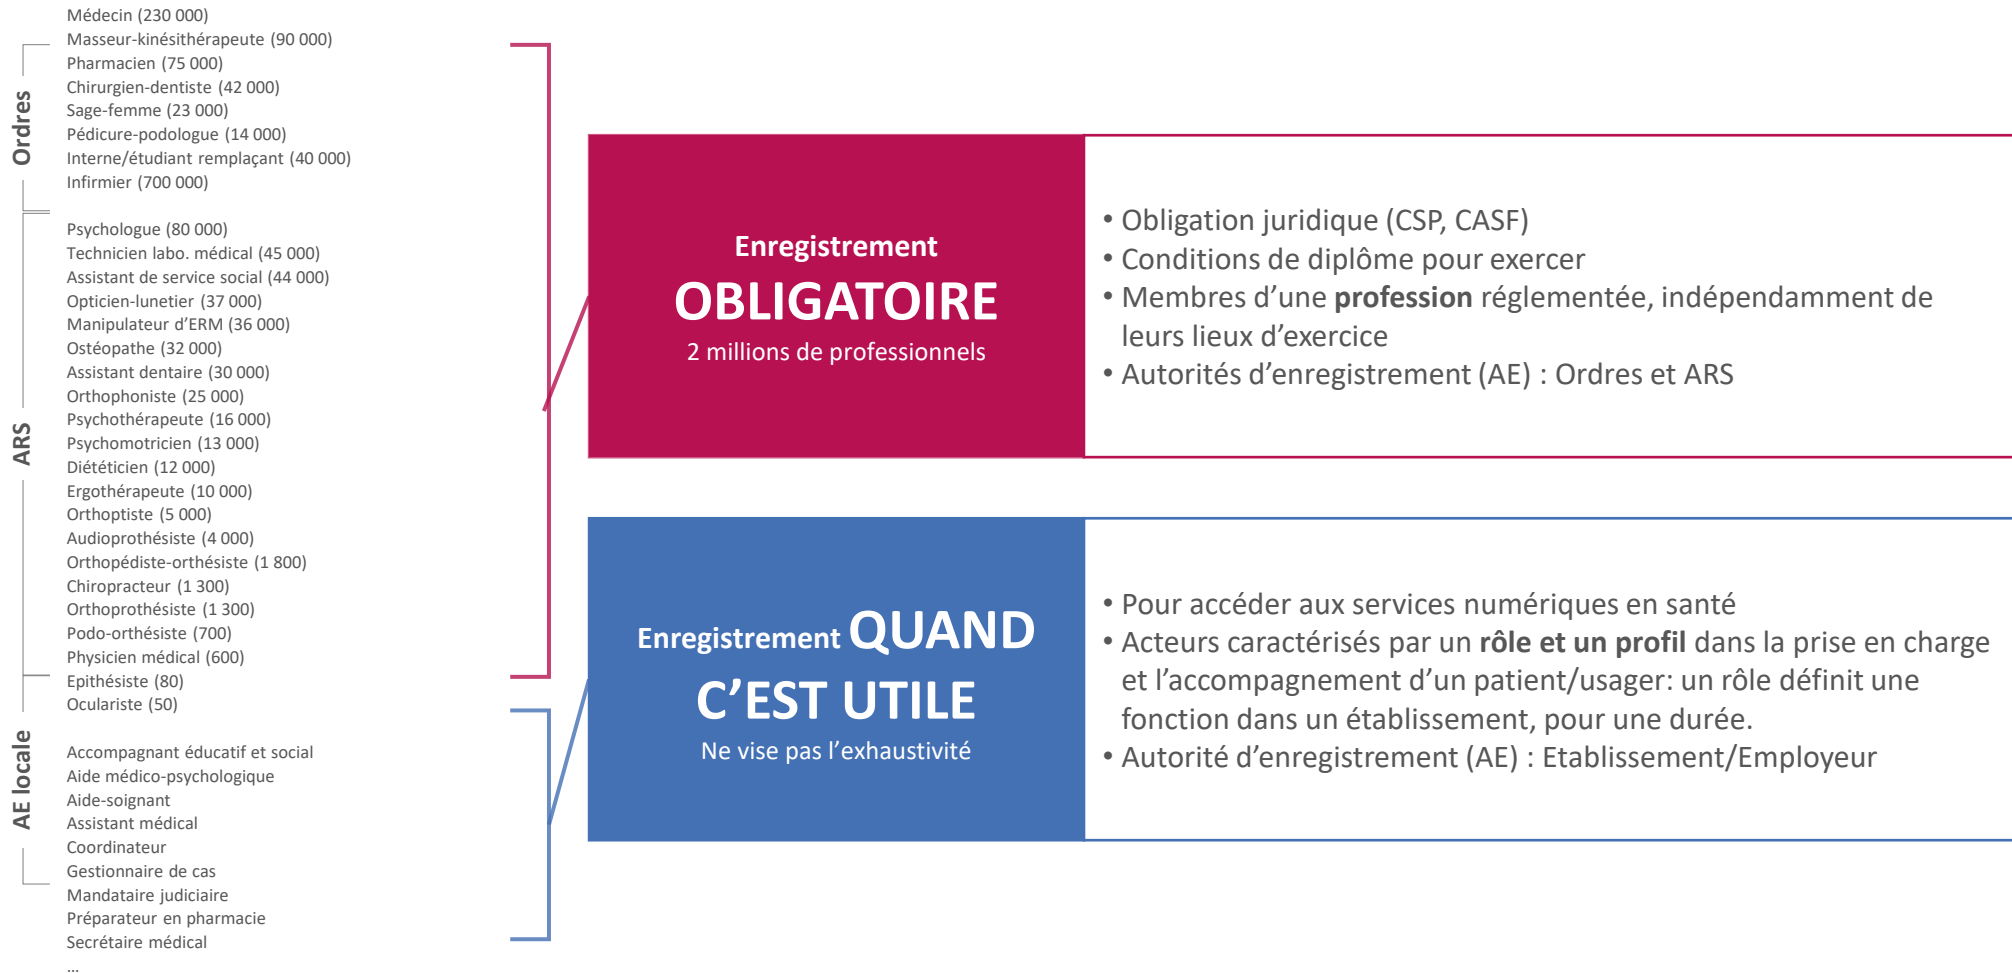 Ordres
Médecin (230 000)
Masseur-kinésithérapeute (90 000)
Pharmacien (75 000)
Chirurgien-dentiste (42 000)
Sage-femme (23 000)
Pédicure-podologue (14 000)
Interne/étudiant remplaçant (40 000)
Infirmier (700 000)
ARS
Psychologue (80 000)
Technicien labo. médical (45 000)
Assistant de service social (44 000)
Opticien-lunetier (37 000)
Manipulateur d’ERM (36 000)
Ostéopathe (32 000)
Assistant dentaire (30 000)
Orthophoniste (25 000)
Psychothérapeute (16 000)
Psychomotricien (13 000)
Diététicien (12 000)
Ergothérapeute (10 000)
Orthoptiste (5 000)
Audioprothésiste (4 000)
Orthopédiste-orthésiste (1 800)
Chiropracteur (1 300)
Orthoprothésiste (1 300)
Podo-orthésiste (700)
Physicien médical (600)
Epithésiste (80)
Oculariste (50)
AE locale
Accompagnant éducatif et social
Aide médico-psychologique
Aide-soignant
Assistant médical
Coordinateur
Gestionnaire de cas
Mandataire judiciaire
Préparateur en pharmacie
Secrétaire médical
...
Enregistrement
OBLIGATOIRE
2 millions de professionnels
• Obligation juridique (CSP, CASF)
• Conditions de diplôme pour exercer
• Membres d’une profession réglementée, indépendamment de
leurs lieux d’exercice
• Autorités d’enregistrement (AE) : Ordres et ARS
Enregistrement QUAND
C’EST UTILE
Ne vise pas l’exhaustivité
• Pour accéder aux services numériques en santé
• Acteurs caractérisés par un rôle et un profil dans la prise en charge
et l’accompagnement d’un patient/usager: un rôle définit une
fonction dans un établissement, pour une durée.
• Autorité d’enregistrement (AE) : Etablissement/Employeur